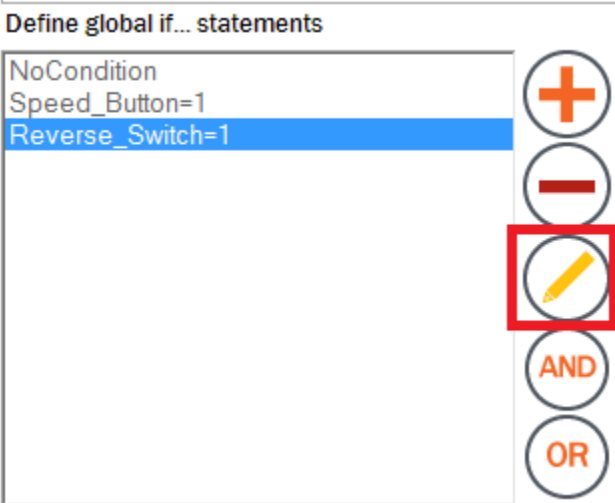 Define global if... statements
NoCondition
Speed_Button=1
Reverse_Switch=1
AND
OR